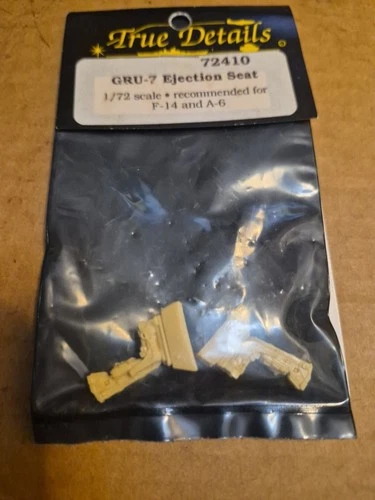 True Details
72410
GRU-7 Ejection Seat
1/72 scale • recommended for
F-14 and A-6